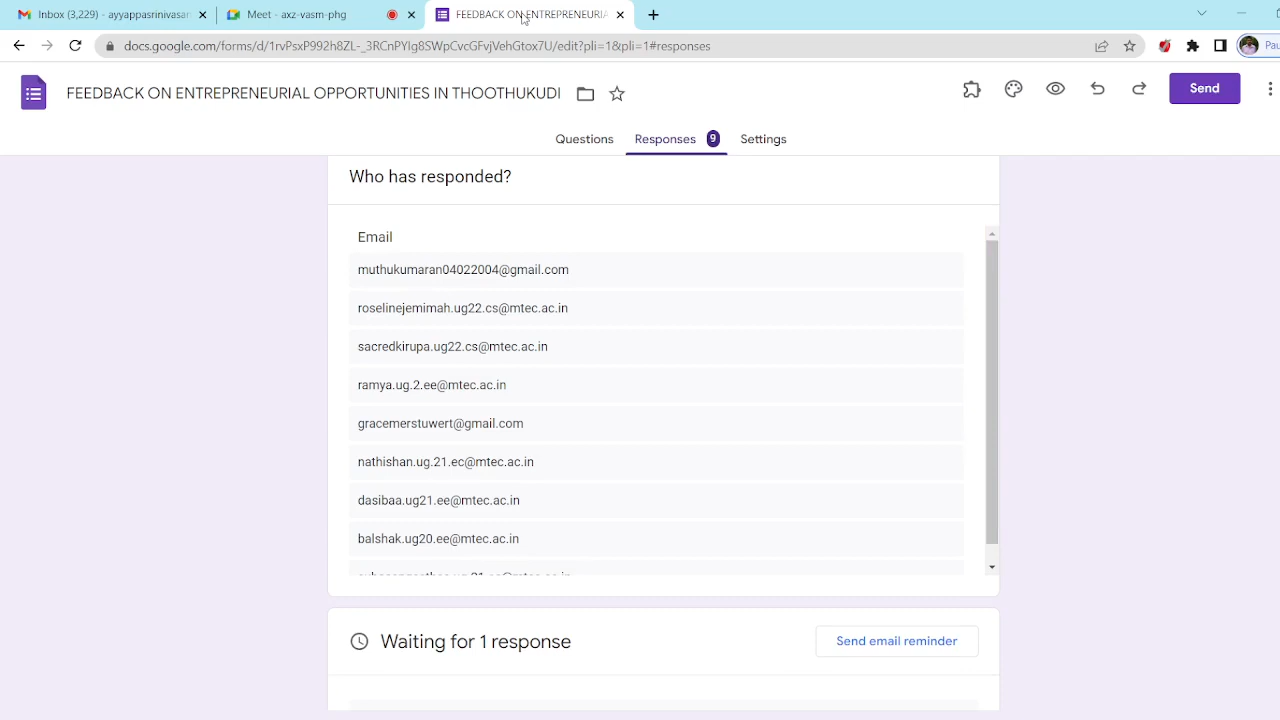 Inbox (3,229) - ayyappasrinivasar
Meet - axz-vasm-phg
FEEDBACK ON ENTREPRENEURIA
docs.google.com/forms/d/1rvPsxP992h8ZL-_3RCnPYIg8SWpCvcGFvjVehGtox7U/edit?pli=1&pli=1#responses
Pau
FEEDBACK ON ENTREPRENEURIAL OPPORTUNITIES IN THOOTHUKUDI
Send
Questions
Responses 9
Settings
Who has responded?
Email
muthukumaran04022004@gmail.com
roselinejemimah.ug22.cs@mtec.ac.in
sacredkirupa.ug22.cs@mtec.ac.in
ramya.ug.2.ee@mtec.ac.in
gracemerstuwert@gmail.com
nathishan.ug.21.ec@mtec.ac.in
dasibaa.ug21.ee@mtec.ac.in
balshak.ug20.ee@mtec.ac.in
Waiting for 1 response
Send email reminder